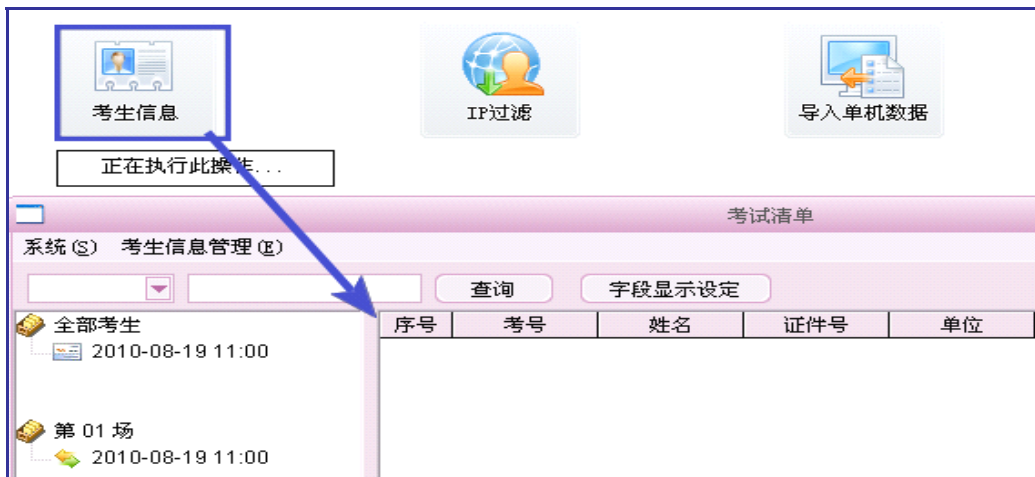 考生信息
IP过滤
导入单机数据
正在执行此操作...
考试清单
系统(S) 考生信息管理(E)
查询 字段显示设定
全部考生
2010-08-19 11:00
第 01 场
2010-08-19 11:00
序号 考号 姓名 证件号 单位